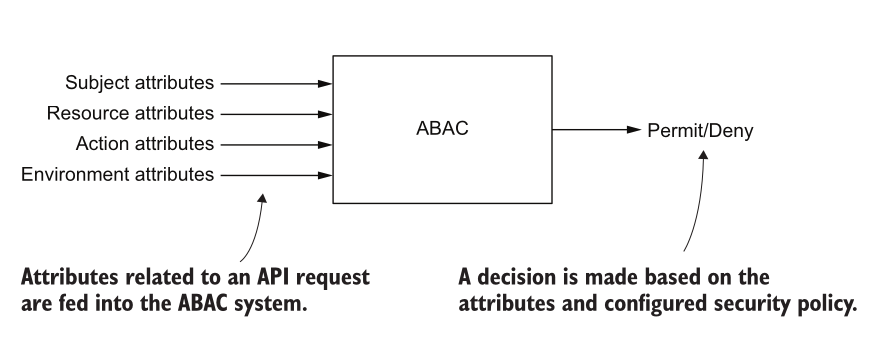 Subject attributes
Resource attributes
Action attributes
Environment attributes
ABAC
Permit/Deny
Attributes related to an API request
are fed into the ABAC system.
A decision is made based on the
attributes and configured security policy.